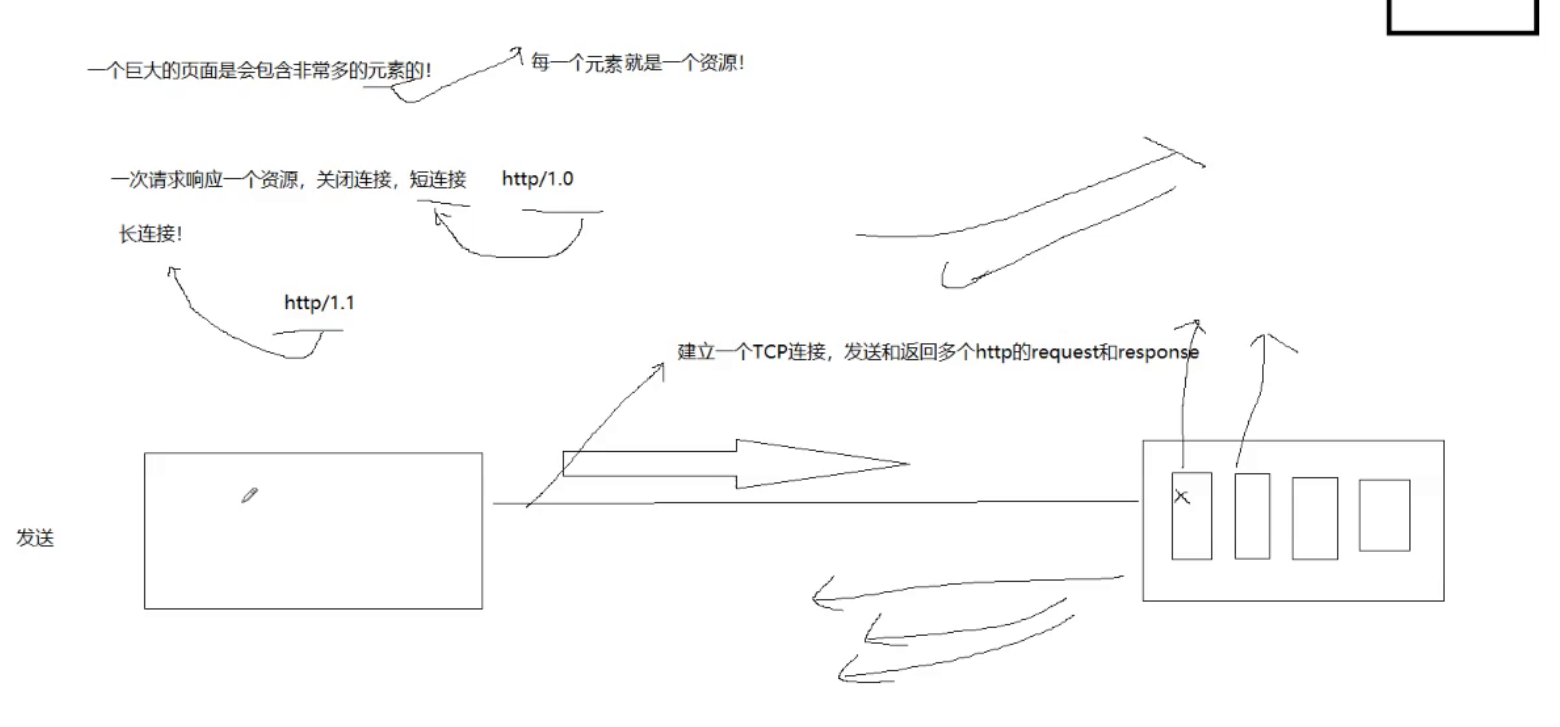 一个巨大的页面是会包含非常多的元素的！
每一个元素就是一个资源！
一次请求响应一个资源，关闭连接，短连接
http/1.0
长连接！
http/1.1
建立一个TCP连接，发送和返回多个http的request和response
发送